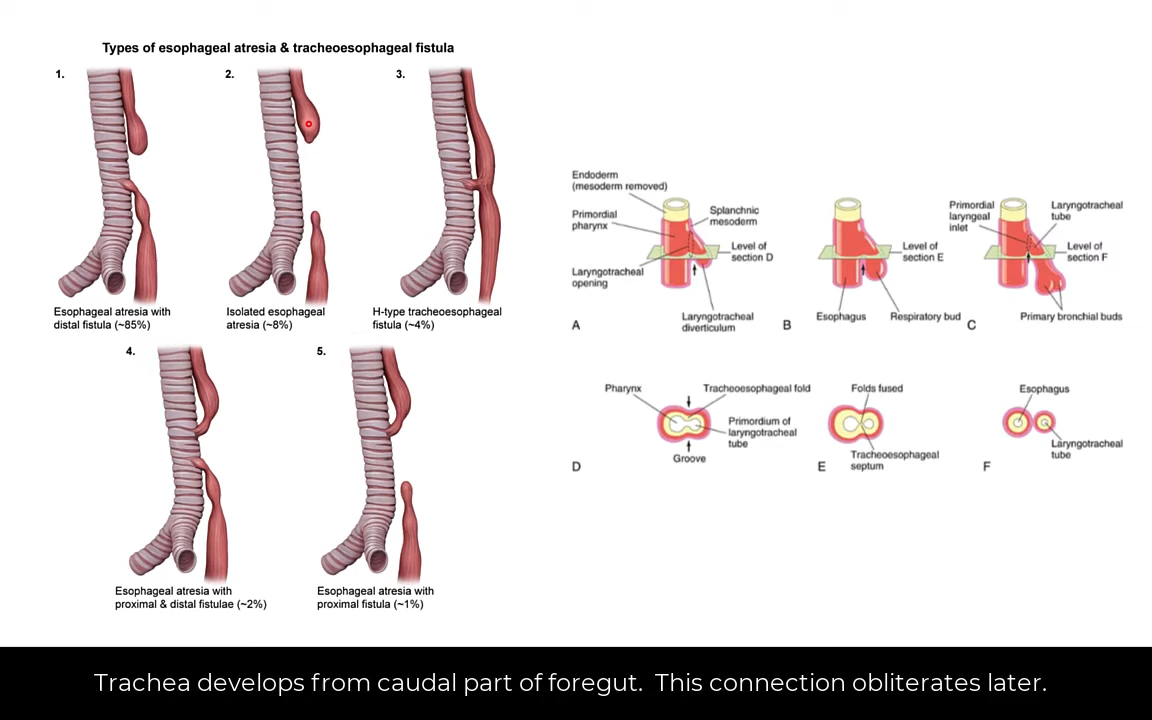 Types of esophageal atresia & tracheoesophageal fistula
1.
2.
3.
Esophageal atresia with
distal fistula (~85%)
Isolated esophageal
atresia (~8%)
H-type tracheoesophageal
fistula (~4%)
4.
5.
Esophageal atresia with
proximal & distal fistulae (~2%)
Esophageal atresia with
proximal fistula (~1%)
Endoderm
(mesoderm removed)
Primordial
pharynx
Laryngotracheal
opening
Splanchnic
mesoderm
Level of
section D
Laryngotracheal
diverticulum
A
Level of
section E
Esophagus
Respiratory bud
B
Primordial
laryngeal
inlet
Laryngotracheal
tube
Level of
section F
Primary bronchial buds
C
Pharynx
Tracheoesophageal fold
Primordium of
laryngotracheal
tube
Groove
D
Folds fused
Tracheoesophageal
septum
E
Esophagus
Laryngotracheal
tube
F
Trachea develops from caudal part of foregut. This connection obliterates later.